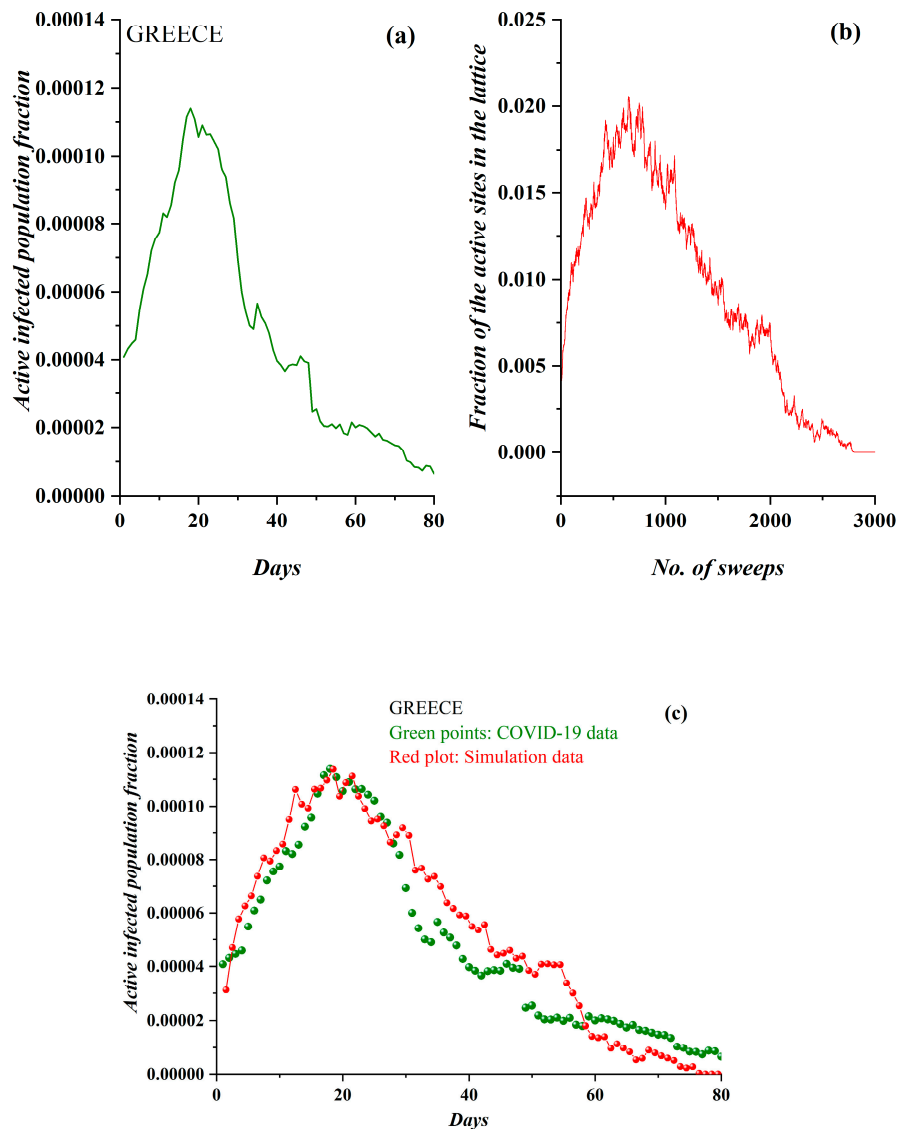 GREECE
(a)
0.00014
0.00012
0.00010
0.00008
0.00006
0.00004
0.00002
0.00000
Active infected population fraction
0 20 40 60 80
Days
(b)
0.025
0.020
0.015
0.010
0.005
0.000
Fraction of the active sites in the lattice
0 1000 2000 3000
No. of sweeps
GREECE
(c)
Green points: COVID-19 data
Red plot: Simulation data
0.00014
0.00012
0.00010
0.00008
0.00006
0.00004
0.00002
0.00000
Active infected population fraction
0 20 40 60 80
Days